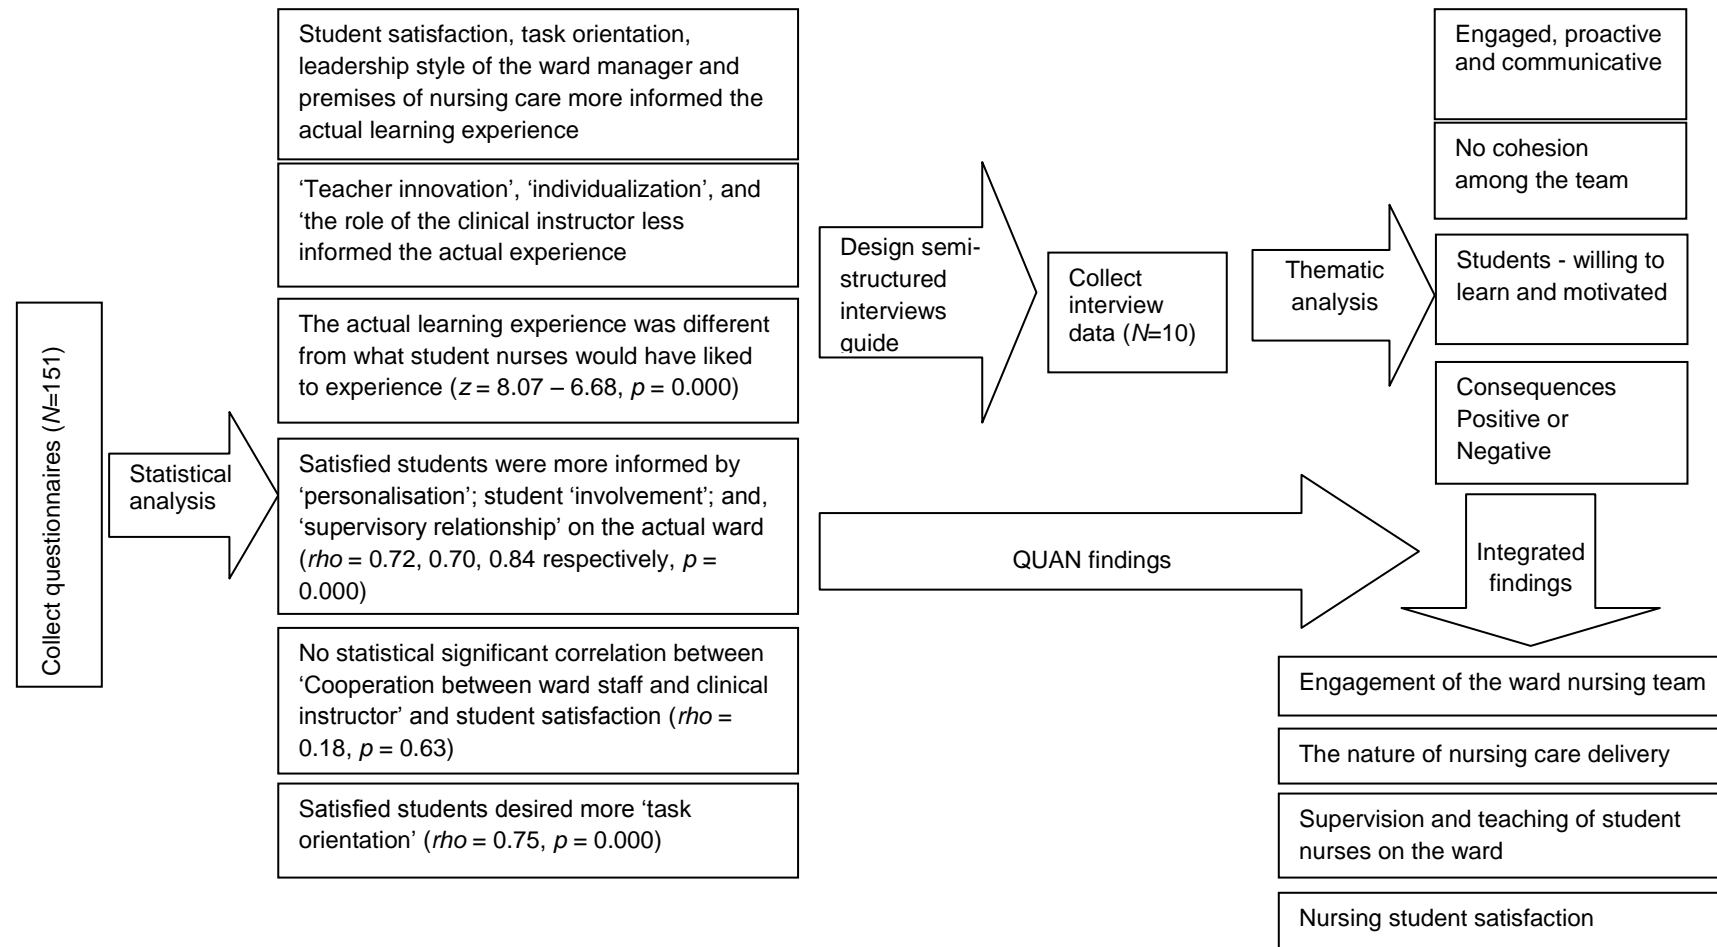 Collect questionnaires (N=151)
Statistical
analysis
Student satisfaction, task orientation,
leadership style of the ward manager and
premises of nursing care more informed the
actual learning experience
‘Teacher innovation’, ‘individualization’, and
‘the role of the clinical instructor less
informed the actual experience
The actual learning experience was different
from what student nurses would have liked
to experience (z = 8.07 – 6.68, p = 0.000)
Satisfied students were more informed by
‘personalisation’; student ‘involvement’; and,
‘supervisory relationship’ on the actual ward
(rho = 0.72, 0.70, 0.84 respectively, p =
0.000)
No statistical significant correlation between
‘Cooperation between ward staff and clinical
instructor’ and student satisfaction (rho =
0.18, p = 0.63)
Satisfied students desired more ‘task
orientation’ (rho = 0.75, p = 0.000)
Design semi-
structured
interviews
guide
Collect
interview
data (N=10)
Thematic
analysis
Engaged, proactive
and communicative
No cohesion
among the team
Students - willing to
learn and motivated
Consequences
Positive or
Negative
QUAN findings
Integrated
findings
Engagement of the ward nursing team
The nature of nursing care delivery
Supervision and teaching of student
nurses on the ward
Nursing student satisfaction